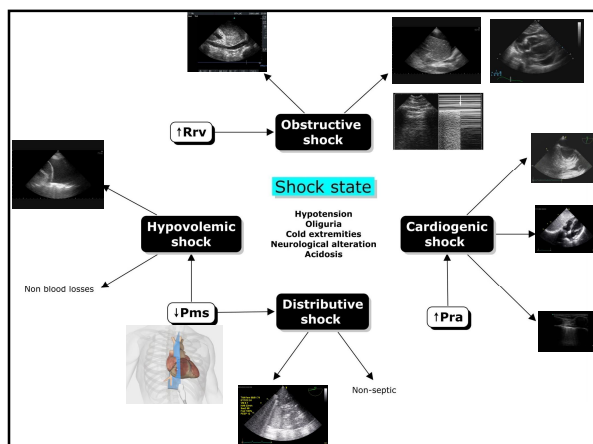 ↑Rrv
Obstructive
shock
Shock state
Hypotension
Oliguria
Cold extremities
Neurological alteration
Acidosis
Hypovolemic
shock
Cardiogenic
shock
Non blood losses
↓Pms
Distributive
shock
↑Pra
Non-septic